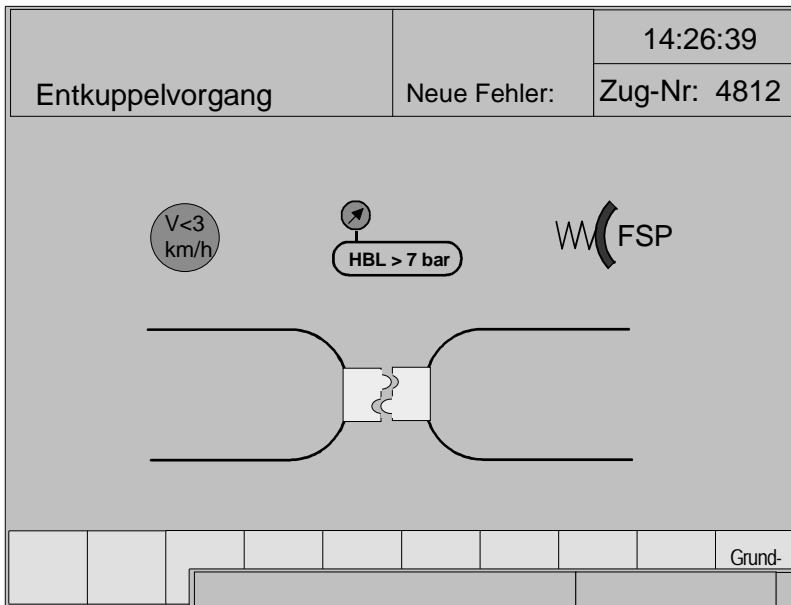 14:26:39
Entkuppelvorgang
Neue Fehler:
Zug-Nr: 4812
V<3
km/h
HBL > 7 bar
FSP
Grund-